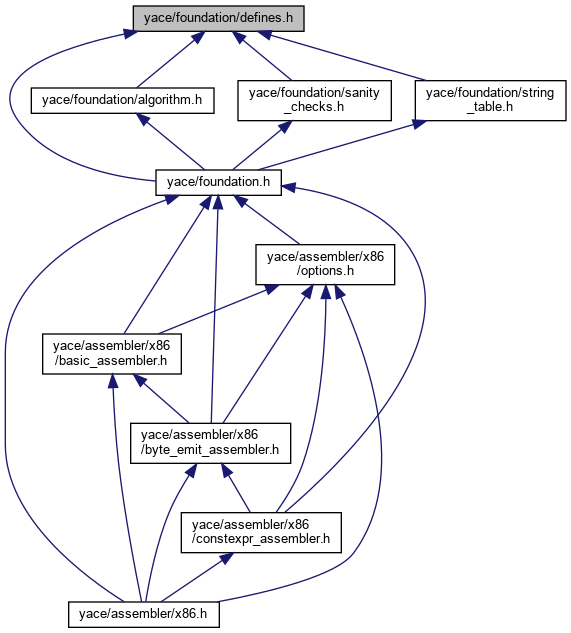 yace/foundation/defines.h
yace/foundation/algorithm.h
yace/foundation/sanity
_checks.h
yace/foundation/string
_table.h
yace/foundation.h
yace/assembler/x86
/options.h
yace/assembler/x86
/basic_assembler.h
yace/assembler/x86
/byte_emit_assembler.h
yace/assembler/x86
/constexpr_assembler.h
yace/assembler/x86.h